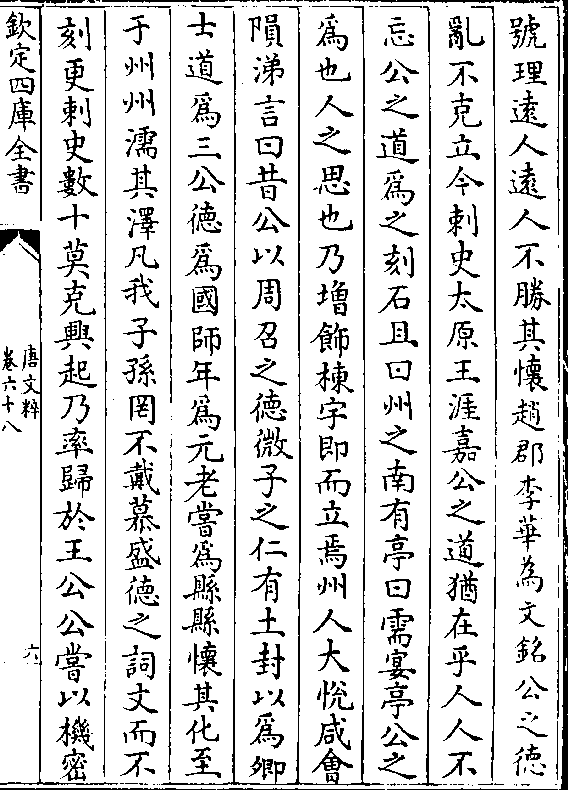 號理遠人遠人不勝其懷趙郡李華為文銘公之德
亂不克立今刺史太原王涯嘉公之道猶在乎人人不
忘公之道爲之刻石且曰州之南有亭曰需宴亭公之
爲也人之思也乃増飾棟宇即而立焉州人大恱咸會
隕涕言曰昔公以周召之德微子之仁有土封以爲卿
士道爲三公德爲國師年爲元老嘗爲縣縣懷其化至
于州州濡其澤凡我子孫罔不戴慕盛德之詞文而不
刻更刺史數十莫克興起乃率歸於王公公嘗以機密
欽定四庫全書
唐文粹
卷六十八
六